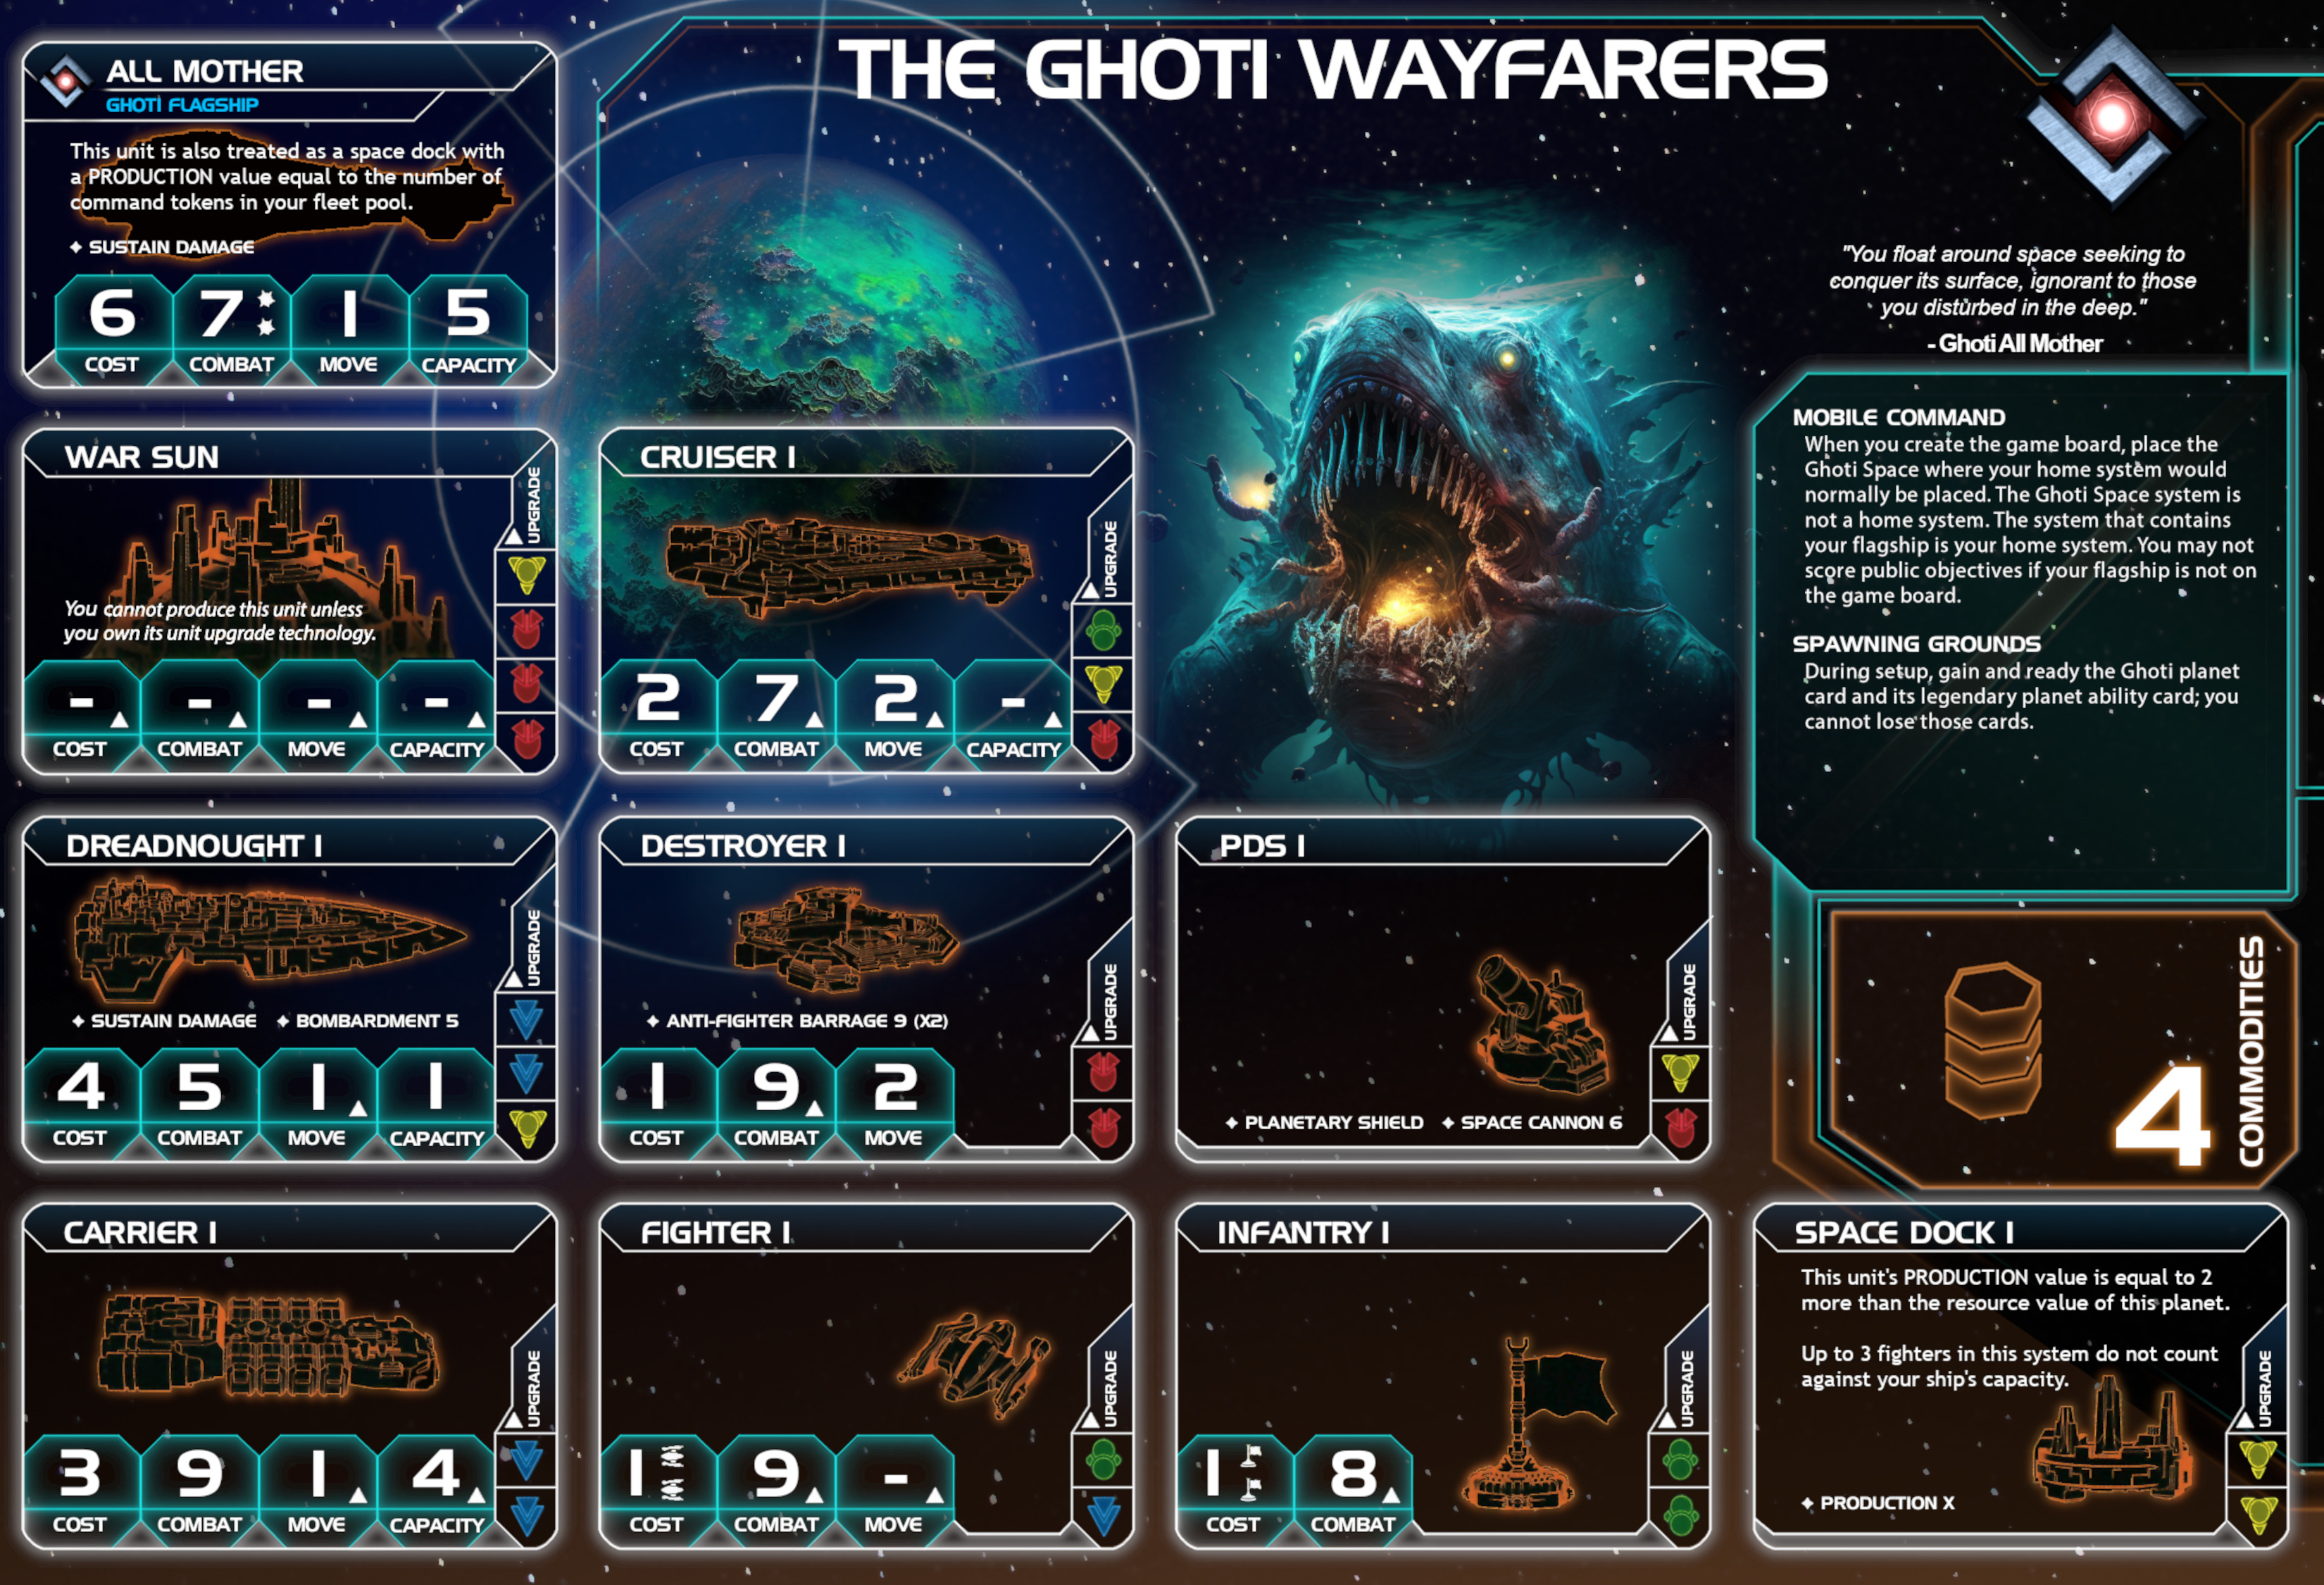 THE GHOTI WAYFARERS
ALL MOTHER
GHOTI FLAGSHIP
This unit is also treated as a space dock with
a PRODUCTION value equal to the number of
command tokens in your fleet pool.
SUSTAIN DAMAGE
6 7 1 5
COST COMBAT MOVE CAPACITY
"You float around space seeking to
conquer its surface, ignorant to those
you disturbed in the deep."
- Ghoti All Mother
WAR SUN
UPGRADE
You cannot produce this unit unless
you own its unit upgrade technology.
- - - -
COST COMBAT MOVE CAPACITY
CRUISER I
UPGRADE
2 7 2 -
COST COMBAT MOVE CAPACITY
MOBILE COMMAND
When you create the game board, place the
Ghoti Space where your home system would
normally be placed. The Ghoti Space system is
not a home system. The system that contains
your flagship is your home system. You may not
score public objectives if your flagship is not on
the game board.
SPAWNING GROUNDS
During setup, gain and ready the Ghoti planet
card and its legendary planet ability card; you
cannot lose those cards.
DREADNOUGHT I
UPGRADE
SUSTAIN DAMAGE BOMBARDMENT 5
4 5 1 1
COST COMBAT MOVE CAPACITY
DESTROYER I
UPGRADE
ANTI-FIGHTER BARRAGE 9 (X2)
1 9 2
COST COMBAT MOVE
PDS I
UPGRADE
PLANETARY SHIELD SPACE CANNON 6
4
COMMODITIES
CARRIER I
UPGRADE
3 9 1 4
COST COMBAT MOVE CAPACITY
FIGHTER I
UPGRADE
1 9 -
COST COMBAT MOVE
INFANTRY I
UPGRADE
1 8
COST COMBAT
SPACE DOCK I
This unit's PRODUCTION value is equal to 2
more than the resource value of this planet.
Up to 3 fighters in this system do not count
against your ship's capacity.
UPGRADE
PRODUCTION X